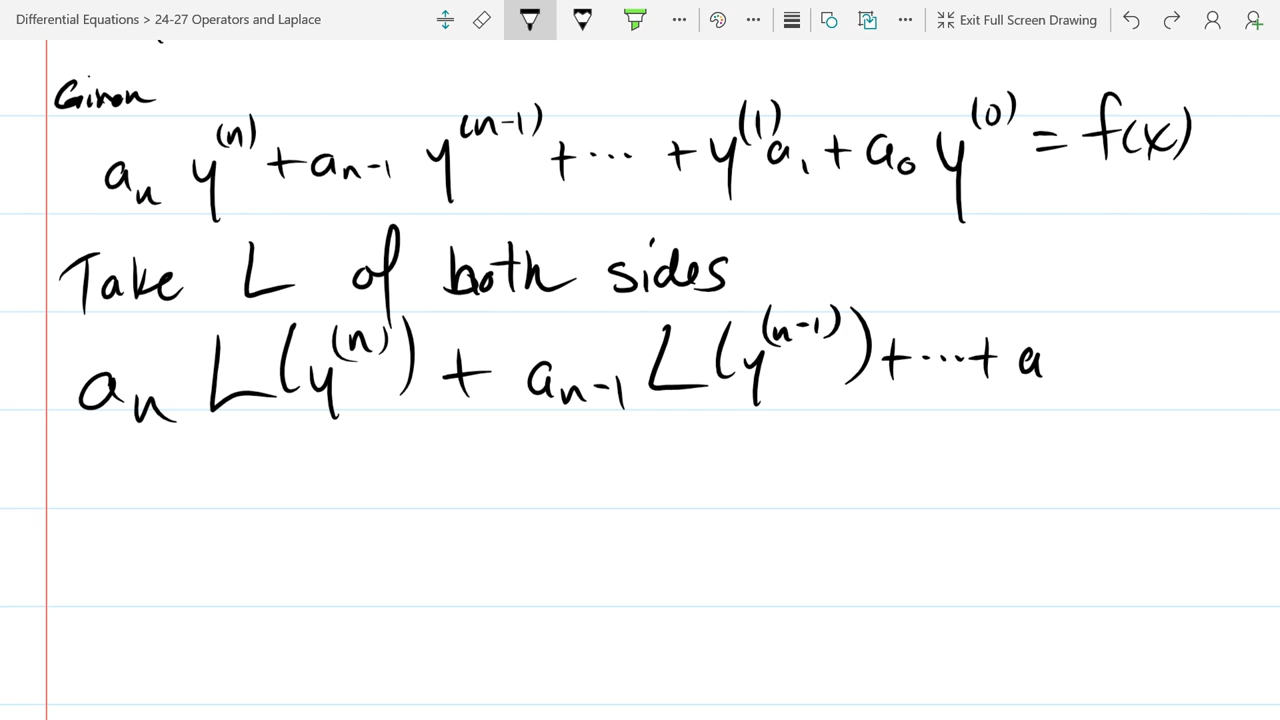 Differential Equations > 24-27 Operators and Laplace
Exit Full Screen Drawing
Given
aₙ y⁽ⁿ⁾ + aₙ₋₁ y⁽ⁿ⁻¹⁾ + ⋯ + y⁽¹⁾a₁ + a₀ y⁽⁰⁾ = f(x)
Take L of both sides
aₙ L(y⁽ⁿ⁾) + aₙ₋₁ L(y⁽ⁿ⁻¹⁾) + ⋯ + a